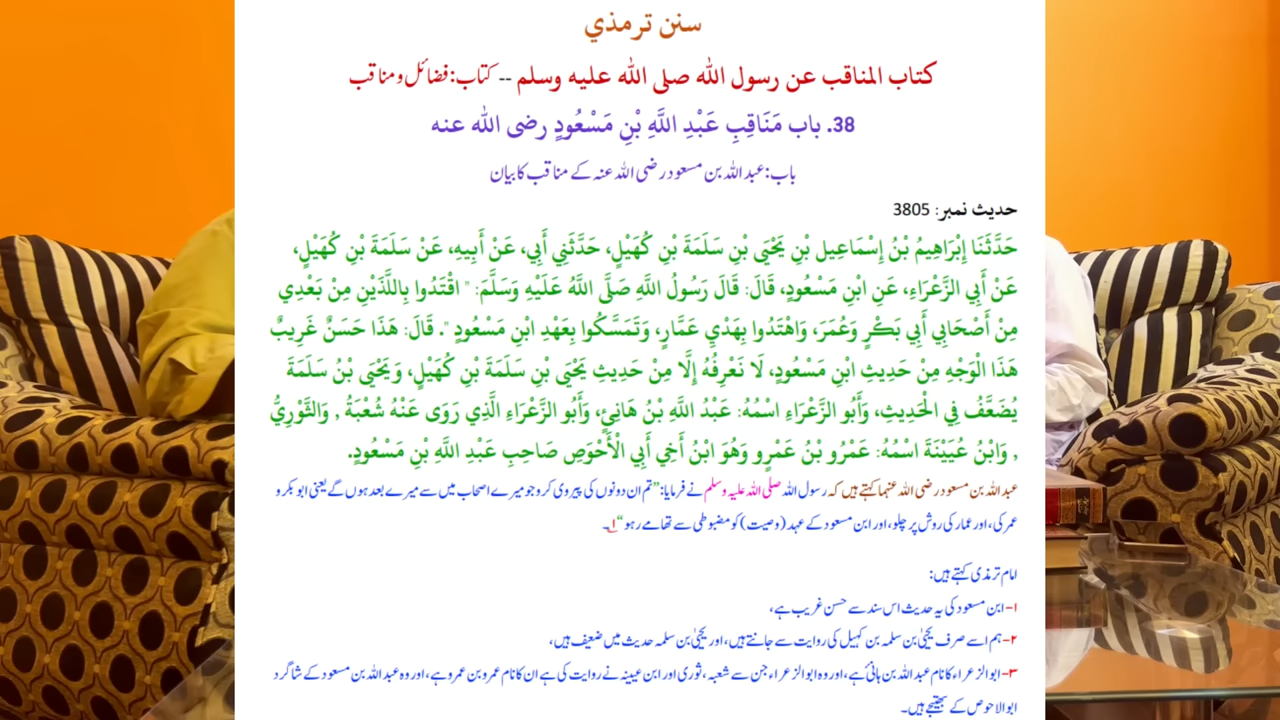 سنن ترمذي
كتاب المناقب عن رسول الله صلى الله عليه وسلم -- کتاب: فضائل و مناقب
38. باب مَنَاقِبِ عَبْدِ اللَّهِ بْنِ مَسْعُودٍ رضى الله عنه
باب: عبداللہ بن مسعود رضی اللہ عنہ کے مناقب کا بیان
حدیث نمبر: 3805
حَدَّثَنَا إِبْرَاهِيمُ بْنُ إِسْمَاعِيل بْنِ يَحْيَى بْنِ سَلَمَةَ بْنِ كُهَيْلٍ، حَدَّثَنِي أَبِي، عَنْ أَبِيهِ، عَنْ سَلَمَةَ بْنِ كُهَيْلٍ،
عَنْ أَبِي الزَّعْرَاءِ، عَنِ ابْنِ مَسْعُودٍ، قَالَ: قَالَ رَسُولُ اللَّهِ صَلَّى اللَّهُ عَلَيْهِ وَسَلَّمَ: " اقْتَدُوا بِاللَّذَيْنِ مِنْ بَعْدِي
مِنْ أَصْحَابِي أَبِي بَكْرٍ وَعُمَرَ، وَاهْتَدُوا بِهَدْيِ عَمَّارٍ، وَتَمَسَّكُوا بِعَهْدِ ابْنِ مَسْعُودٍ ". قَالَ: هَذَا حَسَنٌ غَرِيبٌ
هَذَا الْوَجْهِ مِنْ حَدِيثِ ابْنِ مَسْعُودٍ، لَا نَعْرِفُهُ إِلَّا مِنْ حَدِيثِ يَحْيَى بْنِ سَلَمَةَ بْنِ كُهَيْلٍ، وَيَحْيَى بْنُ سَلَمَةَ
يُضَعَّفُ فِي الْحَدِيثِ، وَأَبُو الزَّعْرَاءِ اسْمُهُ: عَبْدُ اللَّهِ بْنُ هَانِئٍ، وَأَبُو الزَّعْرَاءِ الَّذِي رَوَى عَنْهُ شُعْبَةُ , وَالثَّوْرِيُّ
, وَابْنُ عُيَيْنَةَ اسْمُهُ: عَمْرُو بْنُ عَمْرٍو وَهُوَ ابْنُ أَخِي أَبِي الْأَحْوَصِ صَاحِبِ عَبْدِ اللَّهِ بْنِ مَسْعُودٍ.
عبداللہ بن مسعود رضی اللہ عنہما کہتے ہیں کہ رسول اللہ صلی اللہ علیہ وسلم نے فرمایا: ”تم ان دونوں کی پیروی کرو جو میرے اصحاب میں سے میرے بعد ہوں گے یعنی ابوبکر و
عمر کی، اور عمار کی روش پر چلو، اور ابن مسعود کے عہد (وصیت) کو مضبوطی سے تھامے رہو“ ۱؎۔
امام ترمذی کہتے ہیں:
۱- ابن مسعود کی یہ حدیث اس سند سے حسن غریب ہے،
۲- ہم اسے صرف یحییٰ بن سلمہ بن کہیل کی روایت سے جانتے ہیں، اور یحییٰ بن سلمہ حدیث میں ضعیف ہیں،
۳- ابوالزعراء کا نام عبداللہ بن ہانئ ہے، اور وہ ابوالزعراء جن سے شعبہ، ثوری اور ابن عیینہ نے روایت کی ہے ان کا نام عمرو بن عمرو ہے، اور وہ عبداللہ بن مسعود کے شاگرد
ابوالاحوص کے بھتیجے ہیں۔